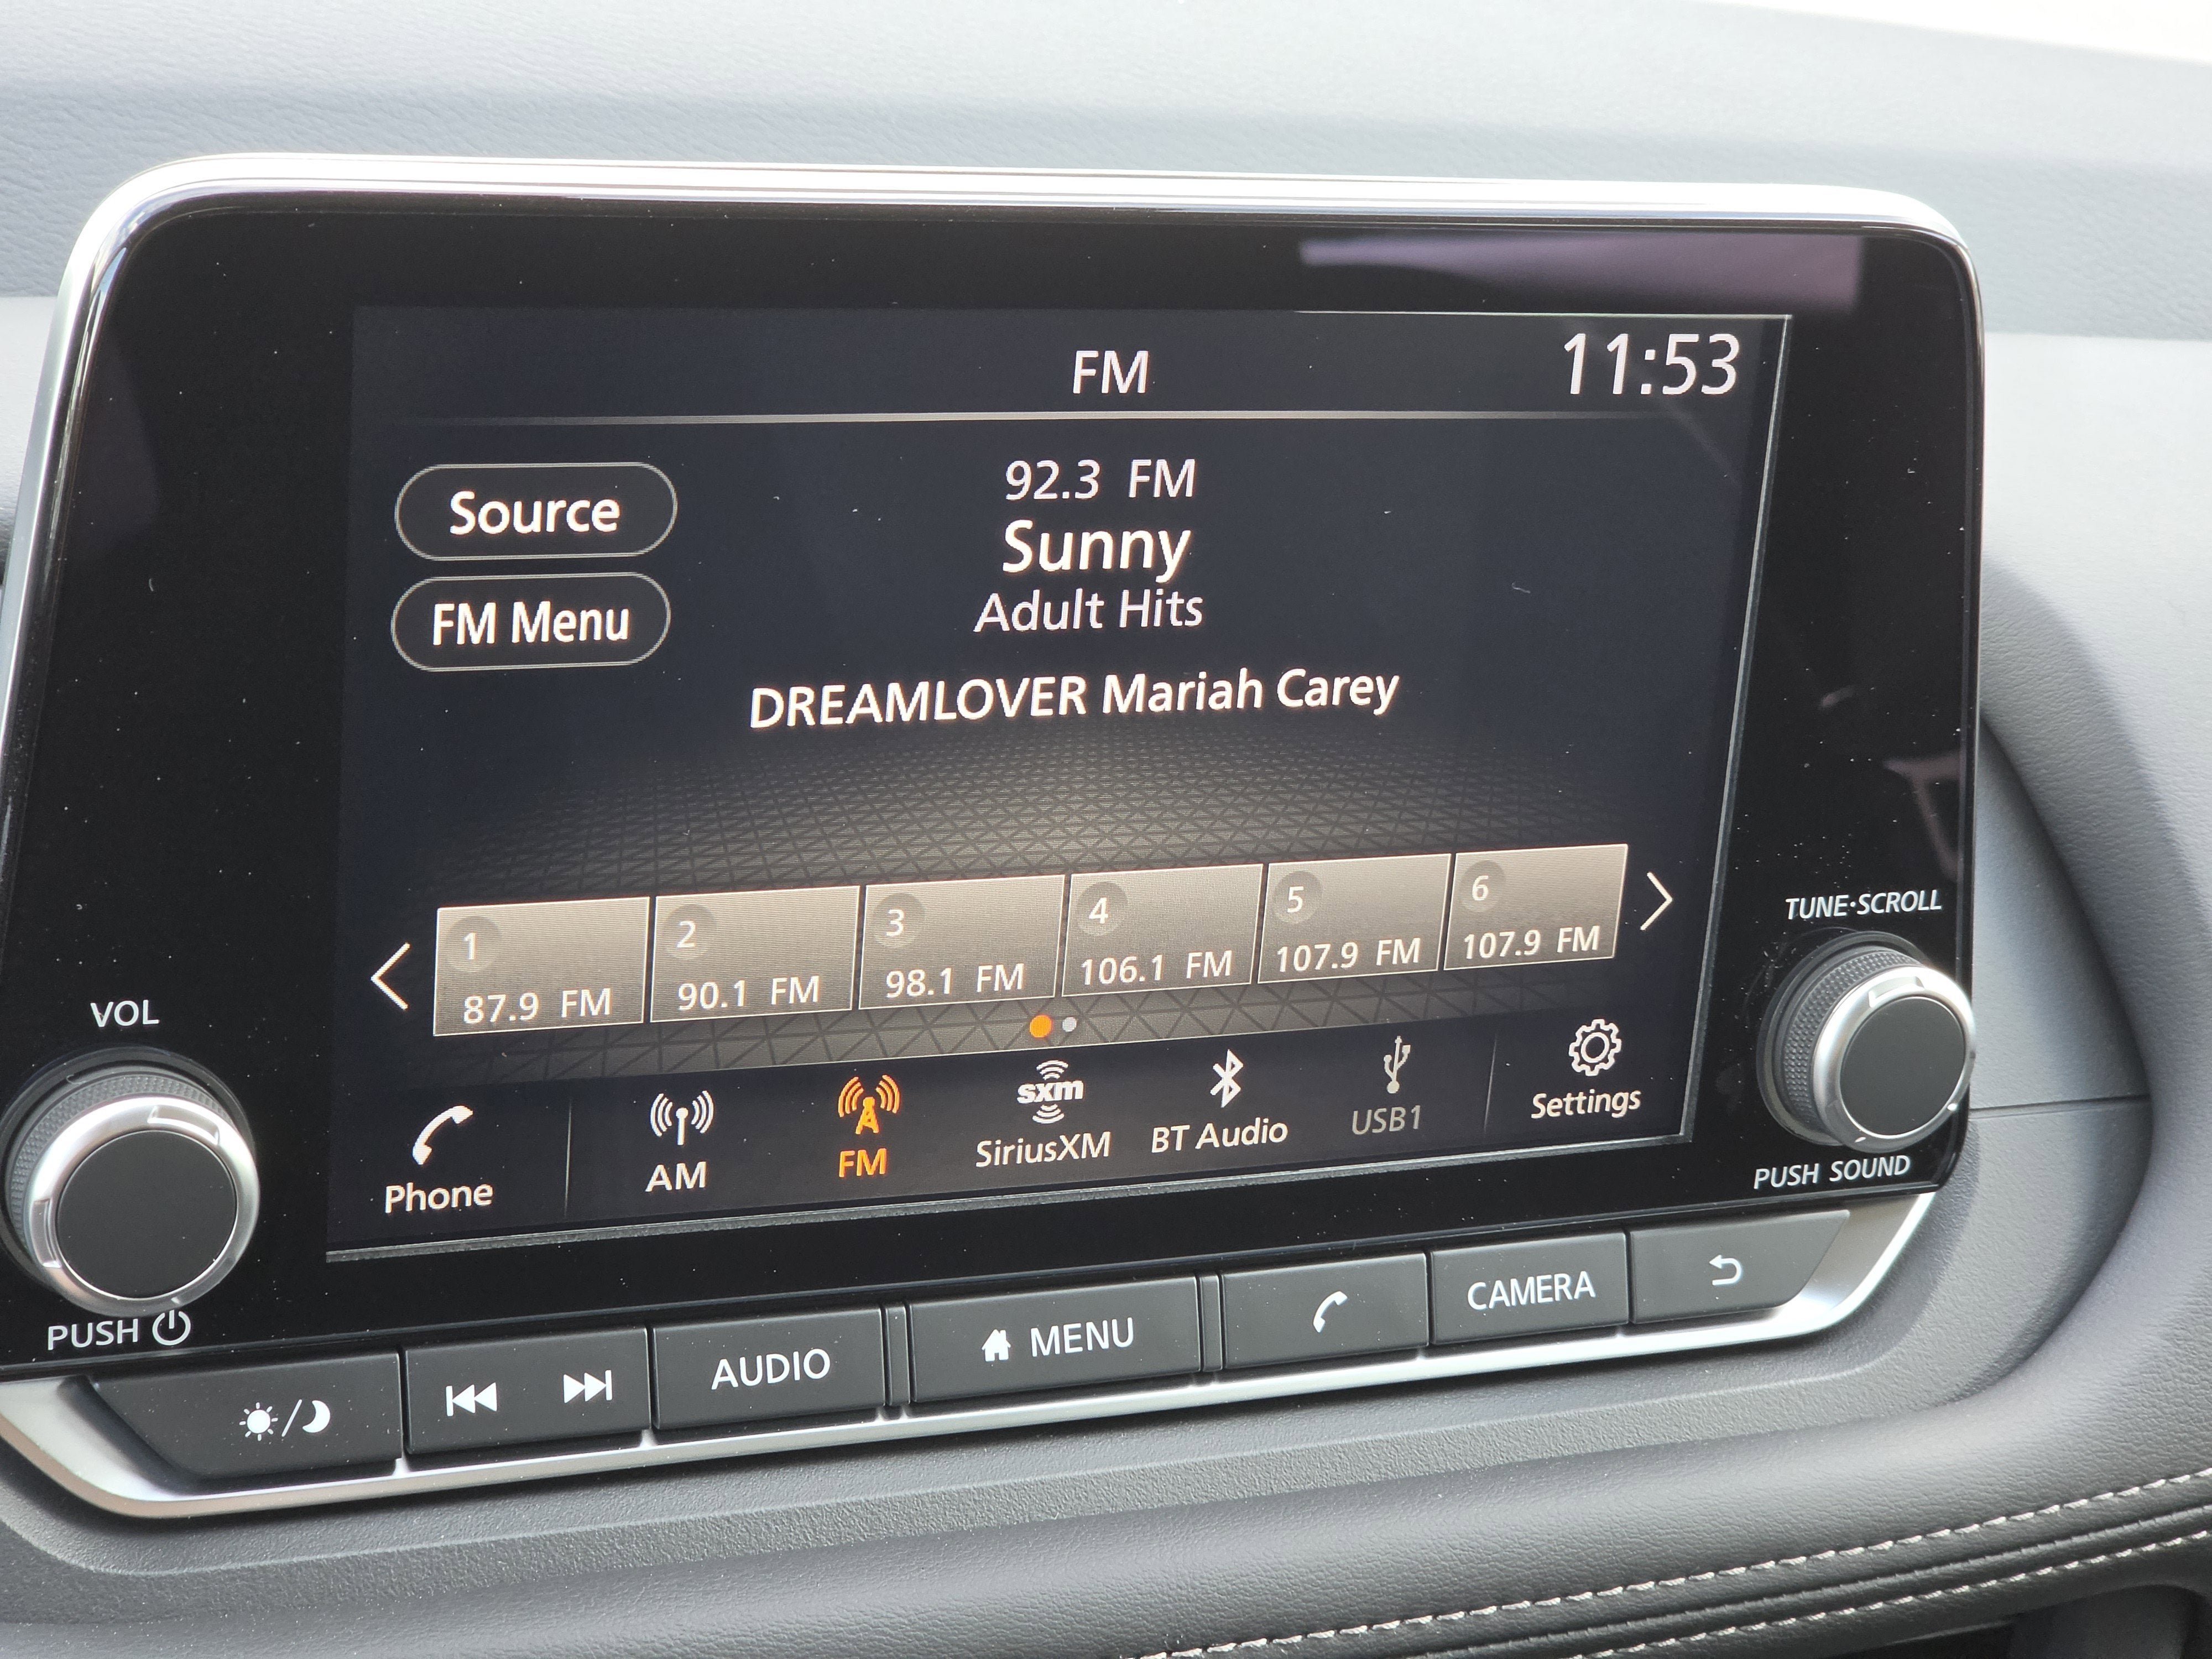 FM 11:53
Source
FM Menu
92.3 FM
Sunny
Adult Hits
DREAMLOVER Mariah Carey
1 2 3 4 5 6
87.9 FM 90.1 FM 98.1 FM 106.1 FM 107.9 FM 107.9 FM
Phone AM FM sxm SiriusXM BT Audio USB1 Settings
VOL
PUSH
TUNE·SCROLL
PUSH SOUND
AUDIO MENU CAMERA